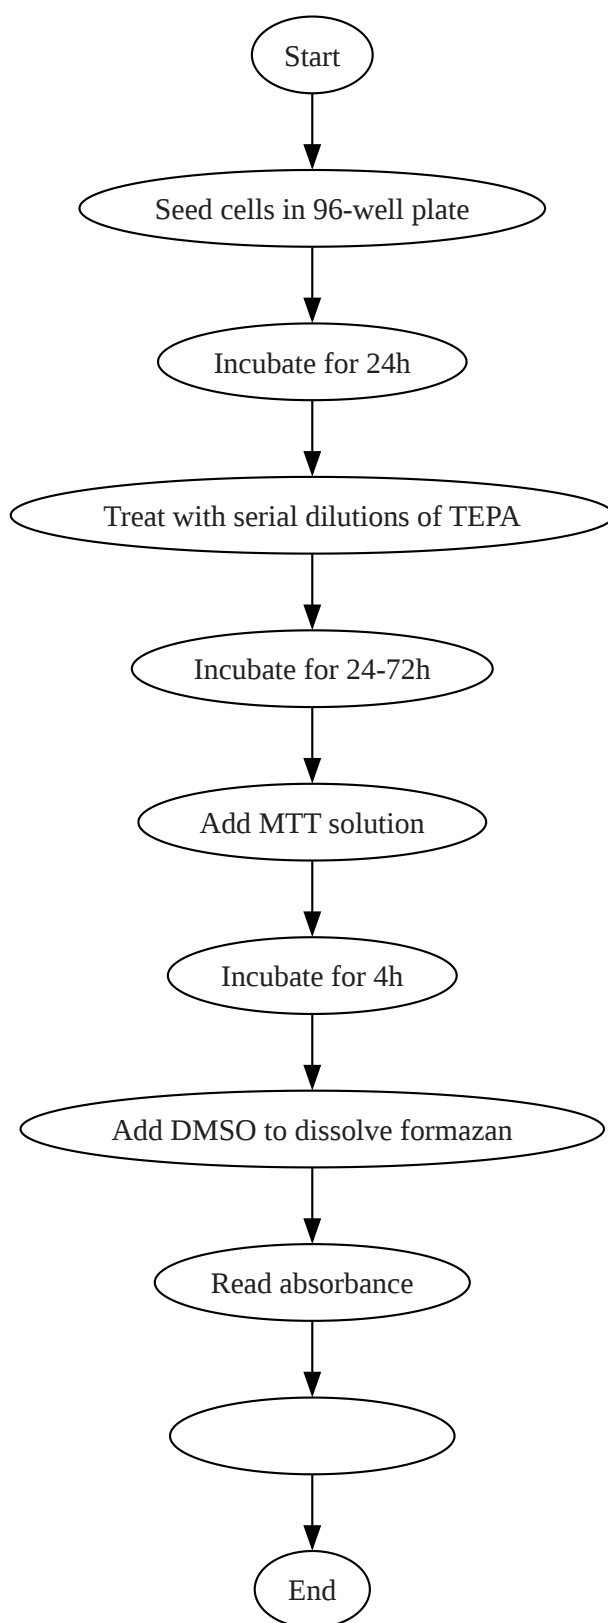 Start
Seed cells in 96-well plate
Incubate for 24h
Treat with serial dilutions of TEPA
Incubate for 24-72h
Add MTT solution
Incubate for 4h
Add DMSO to dissolve formazan
Read absorbance
End